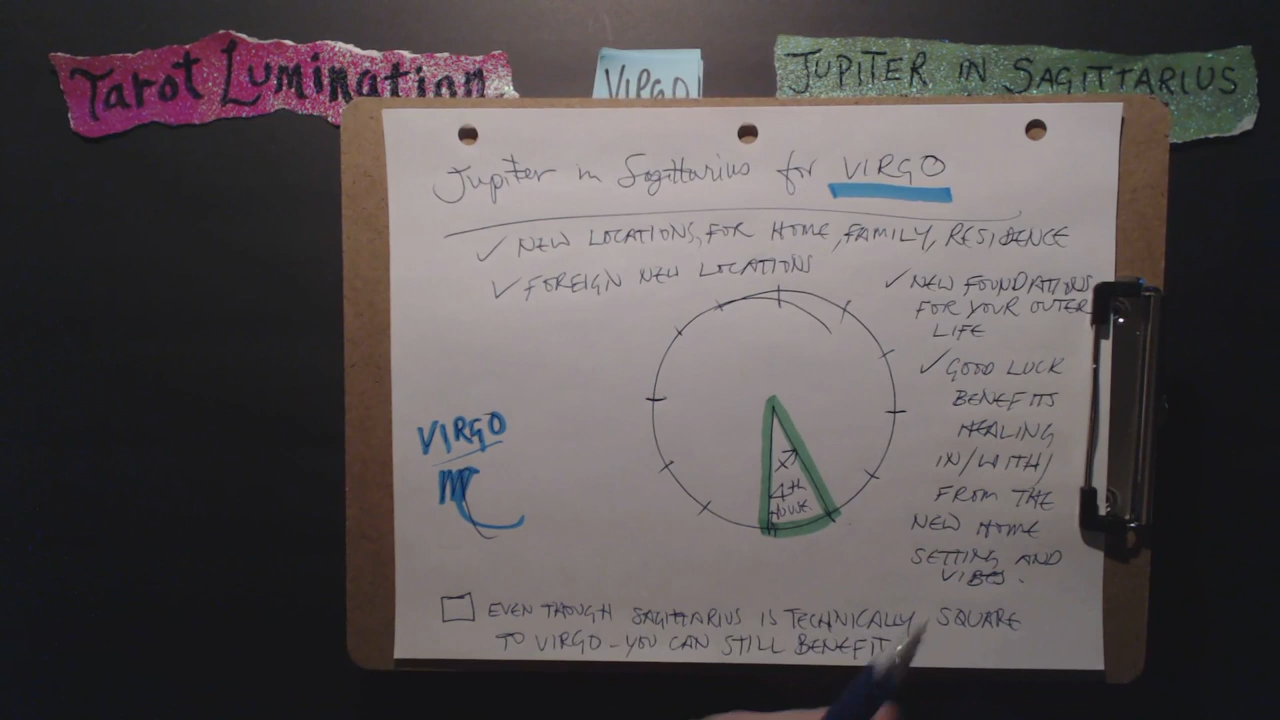 Tarot Lumination
VIRGO!
JUPITER IN SAGITTARIUS
Jupiter in Sagittarius for VIRGO
✓ NEW LOCATIONS, FOR HOME, FAMILY, RESIDENCE
✓ FOREIGN NEW LOCATIONS
✓ NEW FOUNDATIONS
FOR YOUR OUTER
LIFE
✓ GOOD LUCK
BENEFITS
HEALING
IN/WITH/
FROM THE
NEW HOME
SETTING AND
VIBES.
VIRGO
♍
♐
4th
HOUSE
EVEN THOUGH SAGITTARIUS IS TECHNICALLY SQUARE
TO VIRGO - YOU CAN STILL BENEFIT